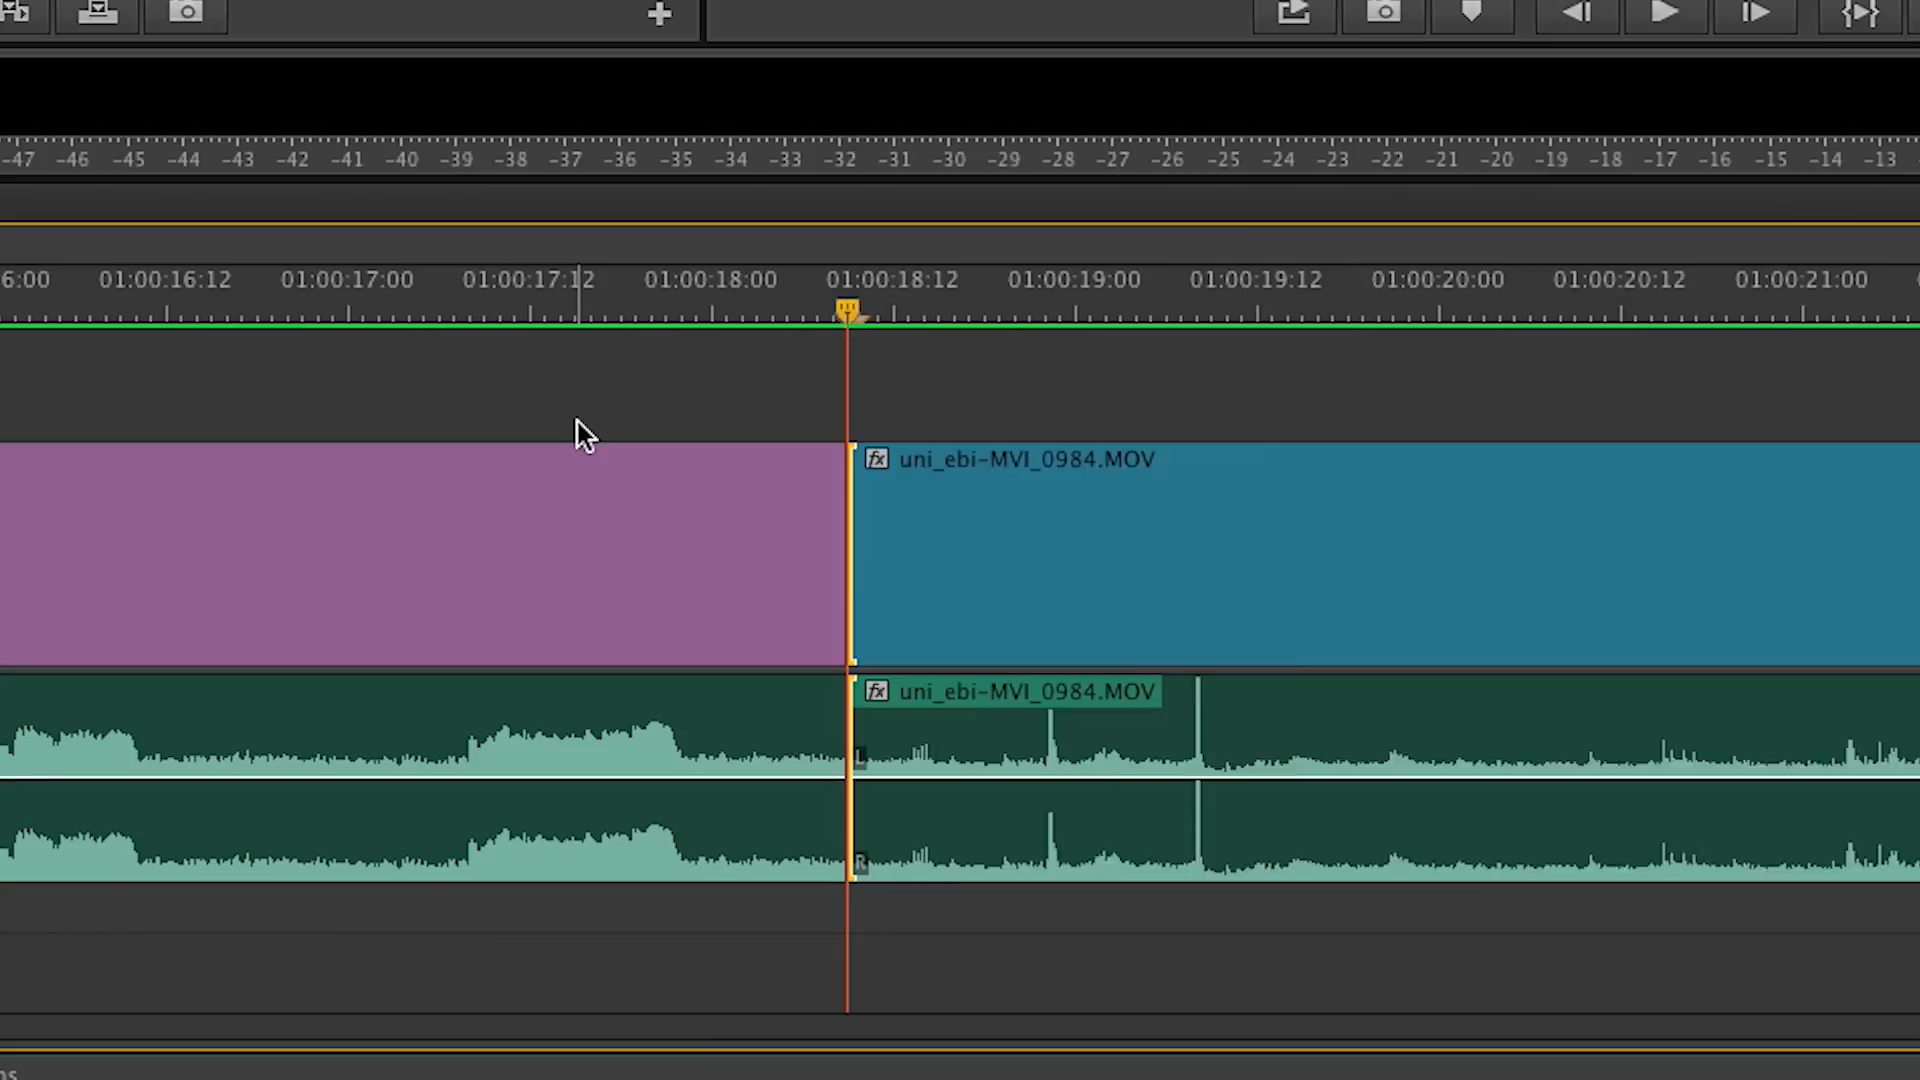 -47 -46 -45 -44 -43 -42 -41 -40 -39 -38 -37 -36 -35 -34 -33 -32 -31 -30 -29 -28 -27 -26 -25 -24 -23 -22 -21 -20 -19 -18 -17 -16 -15 -14 -13
6:00 01:00:16:12 01:00:17:00 01:00:17:12 01:00:18:00 01:00:18:12 01:00:19:00 01:00:19:12 01:00:20:00 01:00:20:12 01:00:21:00
fx uni_ebi-MVI_0984.MOV
fx uni_ebi-MVI_0984.MOV
L
R